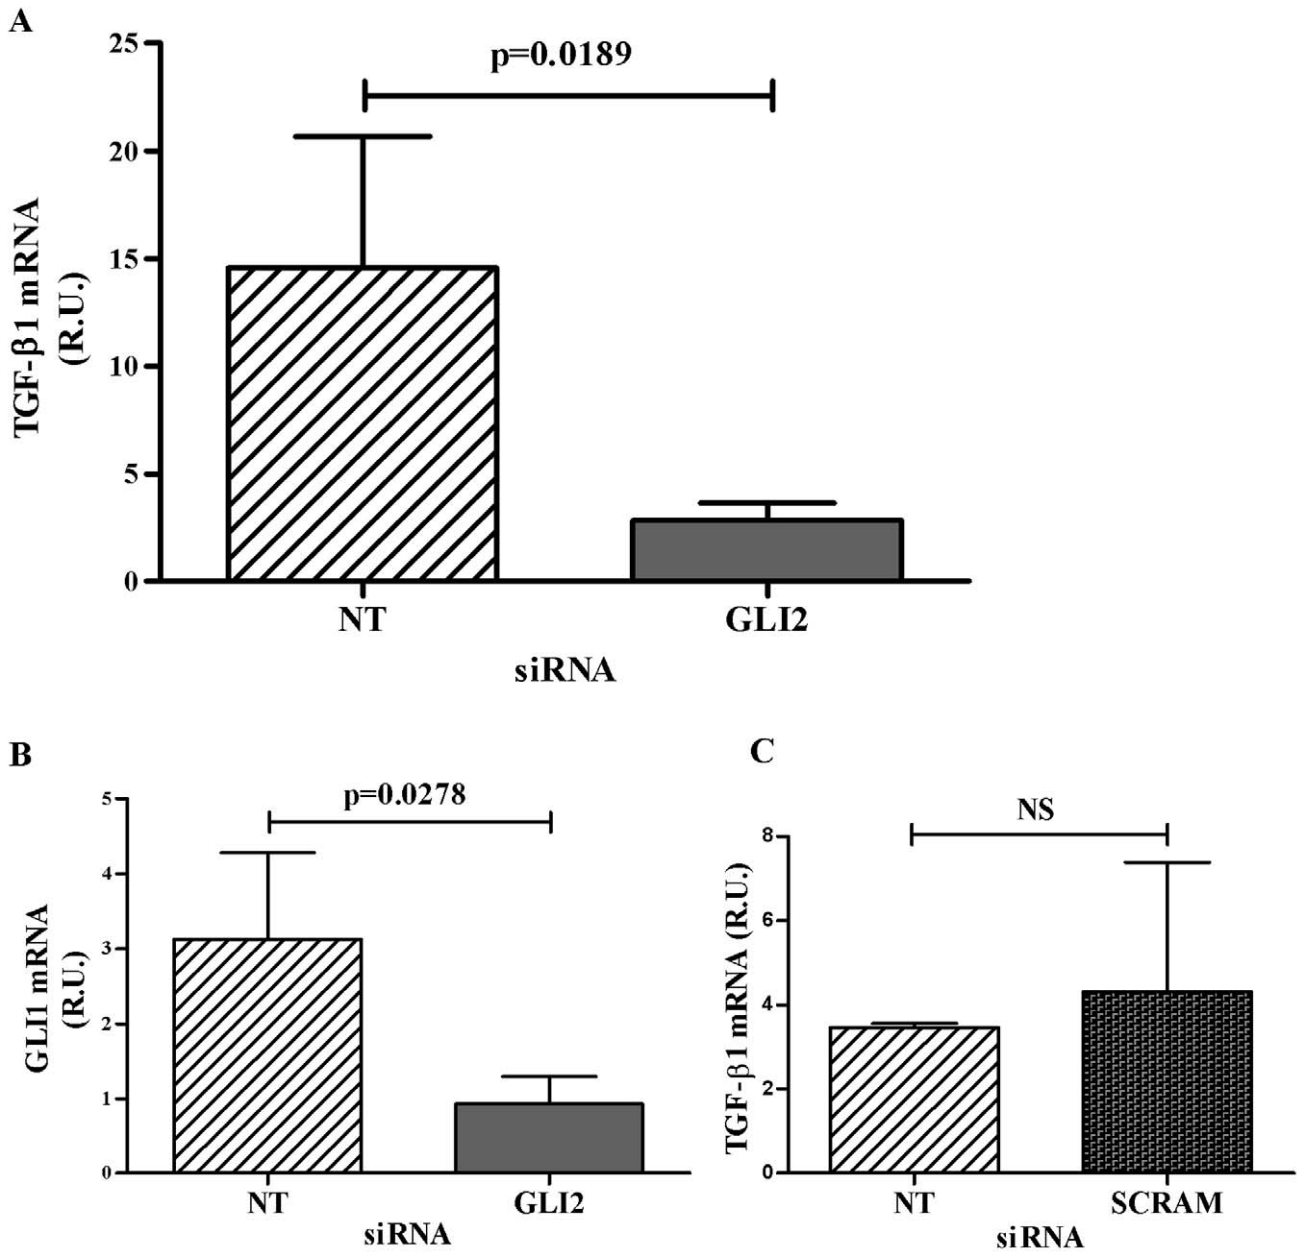 A
p=0.0189
25
20
15
10
5
0
TGF-β1 mRNA
(R.U.)
NT
GLI2
siRNA
B
p=0.0278
5
4
3
2
1
0
GLI1 mRNA
(R.U.)
NT
GLI2
siRNA
C
NS
8
6
4
2
0
TGF-β1 mRNA (R.U.)
NT
SCRAM
siRNA